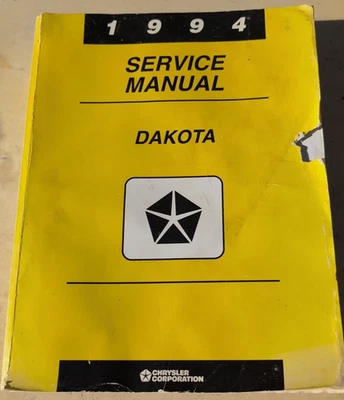 1994
SERVICE
MANUAL
DAKOTA
CHRYSLER
CORPORATION